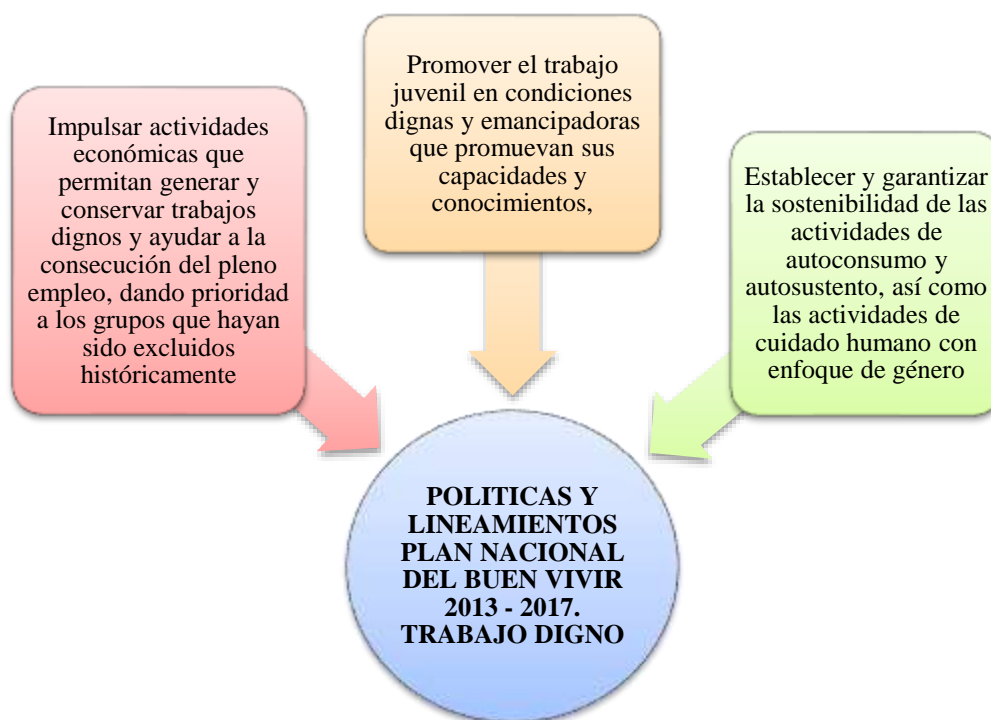 Impulsar actividades
económicas que
permitan generar y
conservar trabajos
dignos y ayudar a la
consecución del pleno
empleo, dando prioridad
a los grupos que hayan
sido excluidos
históricamente
Promover el trabajo
juvenil en condiciones
dignas y emancipadoras
que promuevan sus
capacidades y
conocimientos,
Establecer y garantizar
la sostenibilidad de las
actividades de
autoconsumo y
autosustento, así como
las actividades de
cuidado humano con
enfoque de género
POLITICAS Y
LINEAMIENTOS
PLAN NACIONAL
DEL BUEN VIVIR
2013 - 2017.
TRABAJO DIGNO